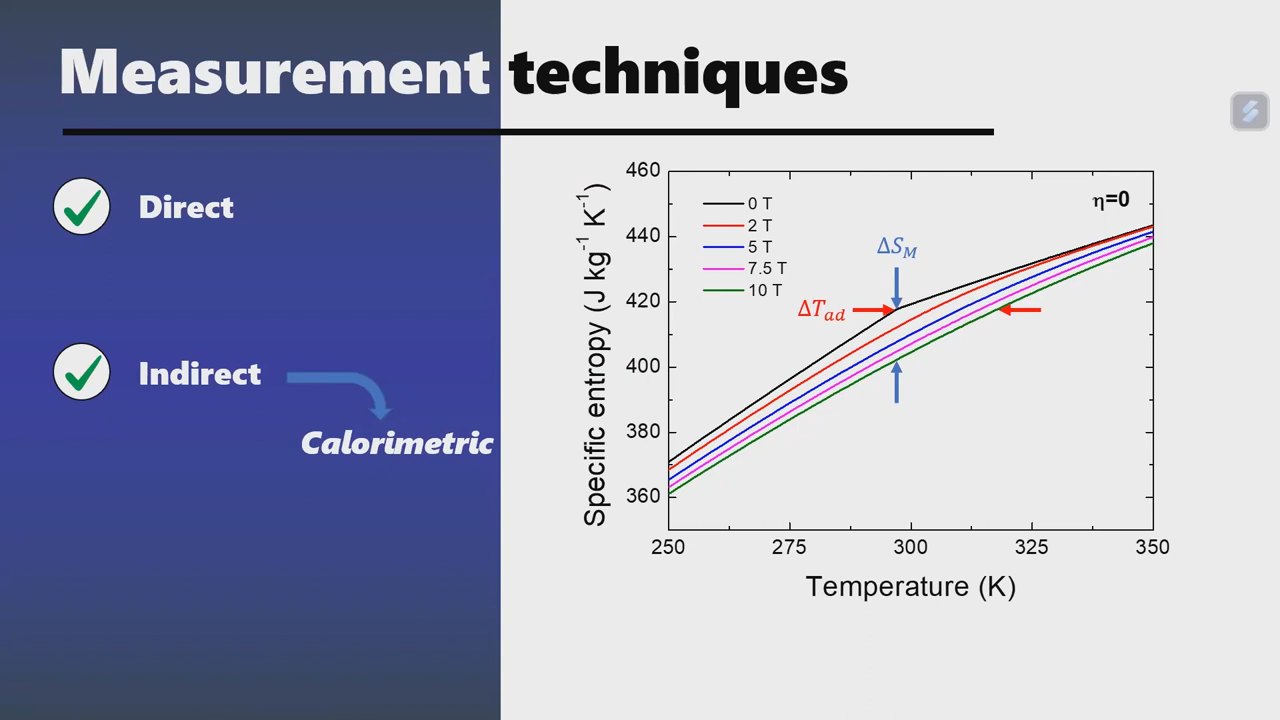 Measurement techniques
Direct
Indirect
Calorimetric
Specific entropy (J kg⁻¹ K⁻¹)
460
440
420
400
380
360
0 T
2 T
5 T
7.5 T
10 T
η=0
ΔS_M
ΔT_ad
250 275 300 325 350
Temperature (K)